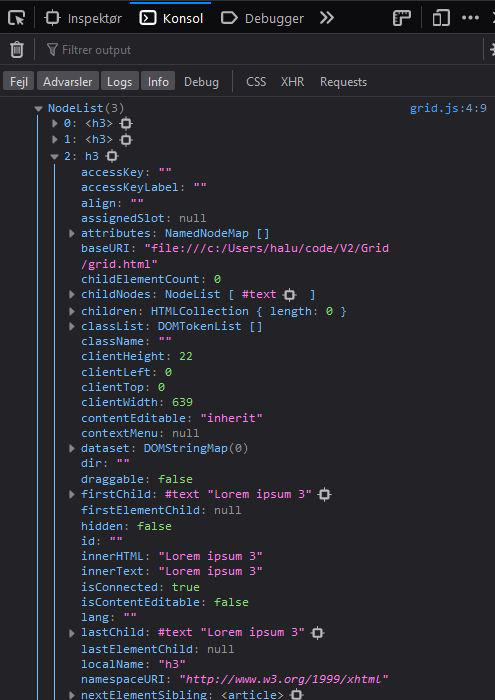 Inspektør Konsol Debugger
Filtrer output
Fejl Advarsler Logs Info Debug CSS XHR Requests
NodeList(3) grid.js:4:9
0: <h3>
1: <h3>
2: h3
accessKey: ""
accessKeyLabel: ""
align: ""
assignedSlot: null
attributes: NamedNodeMap []
baseURI: "file:///c:/Users/halu/code/V2/Grid
/grid.html"
childElementCount: 0
childNodes: NodeList [ #text ]
children: HTMLCollection { length: 0 }
classList: DOMTokenList []
className: ""
clientHeight: 22
clientLeft: 0
clientTop: 0
clientWidth: 639
contentEditable: "inherit"
contextMenu: null
dataset: DOMStringMap(0)
dir: ""
draggable: false
firstChild: #text "Lorem ipsum 3"
firstElementChild: null
hidden: false
id: ""
innerHTML: "Lorem ipsum 3"
innerText: "Lorem ipsum 3"
isConnected: true
isContentEditable: false
lang: ""
lastChild: #text "Lorem ipsum 3"
lastElementChild: null
localName: "h3"
namespaceURI: "http://www.w3.org/1999/xhtml"
nextElementSibling: <article>